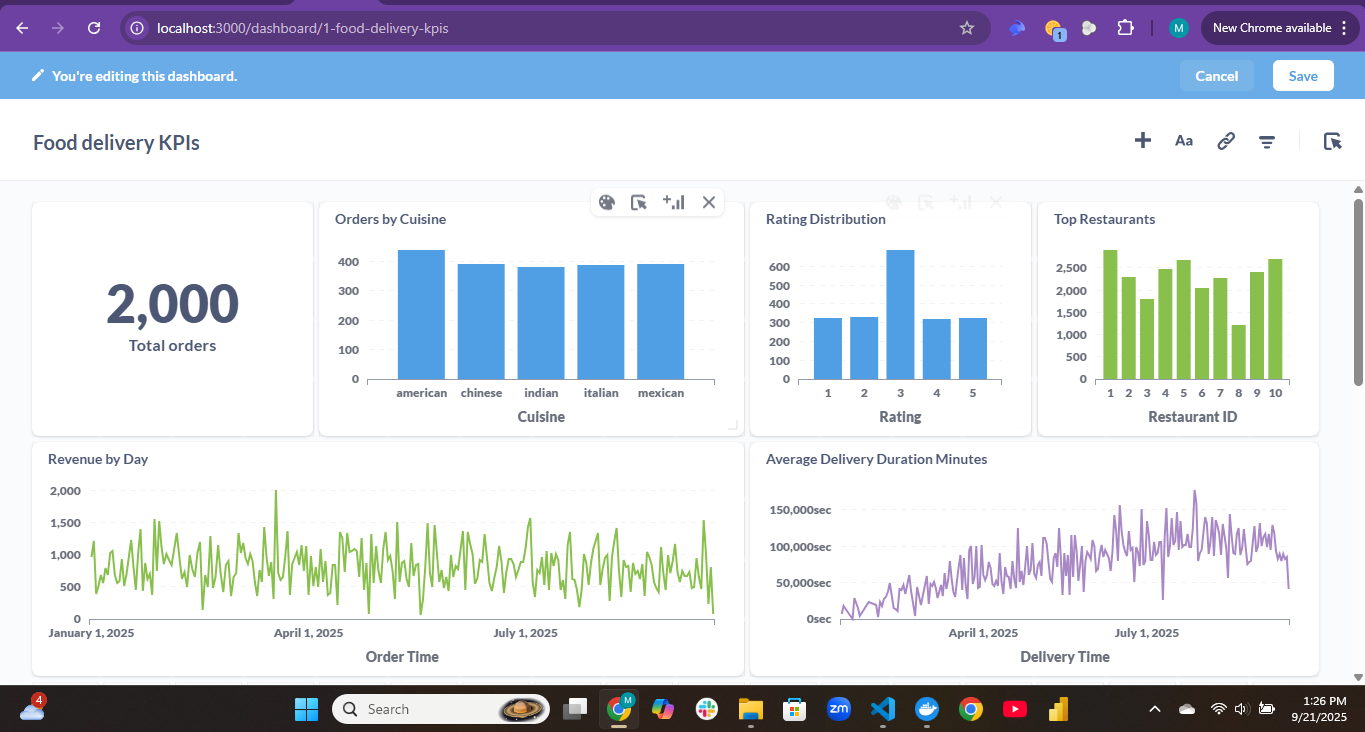 localhost:3000/dashboard/1-food-delivery-kpis
1
M
New Chrome available
You're editing this dashboard.
Cancel
Save
Food delivery KPIs
Aa
2,000
Total orders
Orders by Cuisine
400
300
200
100
0
american chinese indian italian mexican
Cuisine
Rating Distribution
600
500
400
300
200
100
0
1 2 3 4 5
Rating
Top Restaurants
2,500
2,000
1,500
1,000
500
0
1 2 3 4 5 6 7 8 9 10
Restaurant ID
Revenue by Day
2,000
1,500
1,000
500
0
January 1, 2025 April 1, 2025 July 1, 2025
Order Time
Average Delivery Duration Minutes
150,000sec
100,000sec
50,000sec
0sec
April 1, 2025 July 1, 2025
Delivery Time
4
Search
M
zm
1:26 PM
9/21/2025